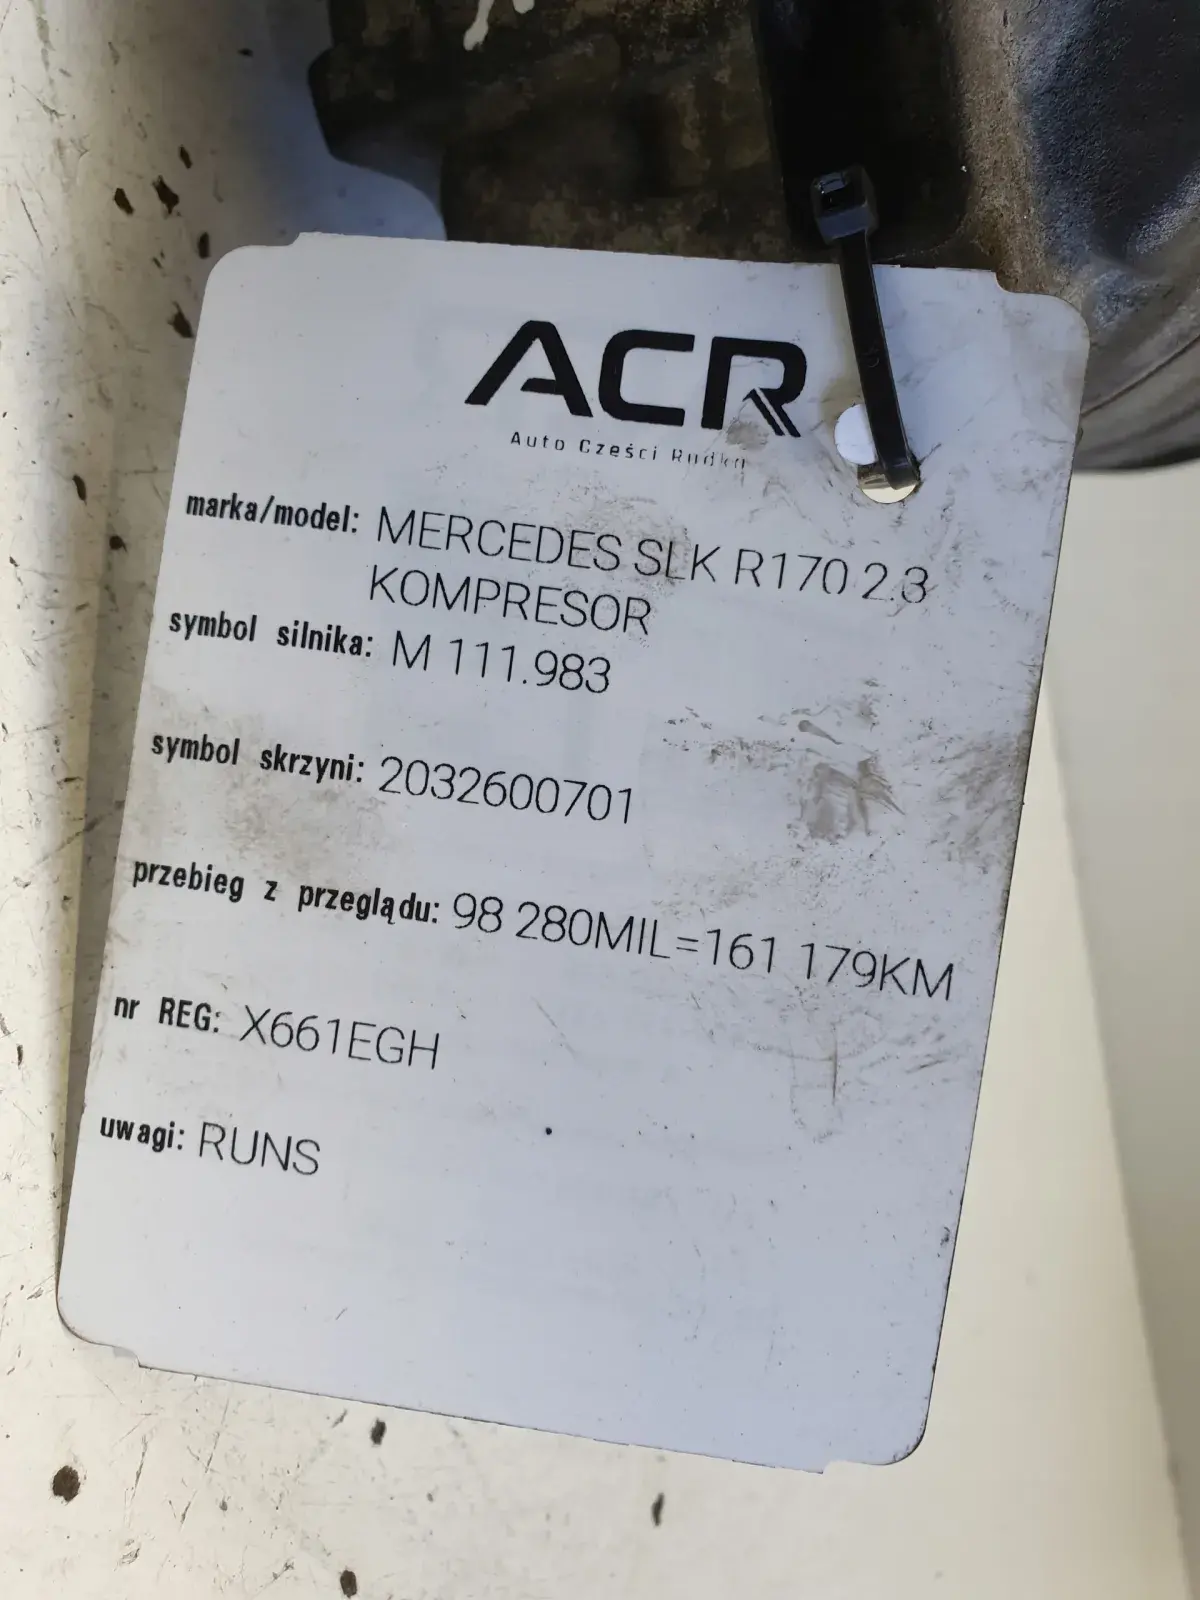 ACR
Auto Części Rudka
marka/model: MERCEDES SLK R170 2.3
KOMPRESOR
symbol silnika: M 111.983
symbol skrzyni: 2032600701
przebieg z przeglądu: 98 280MIL=161 179KM
nr REG: X661EGH
uwagi: RUNS